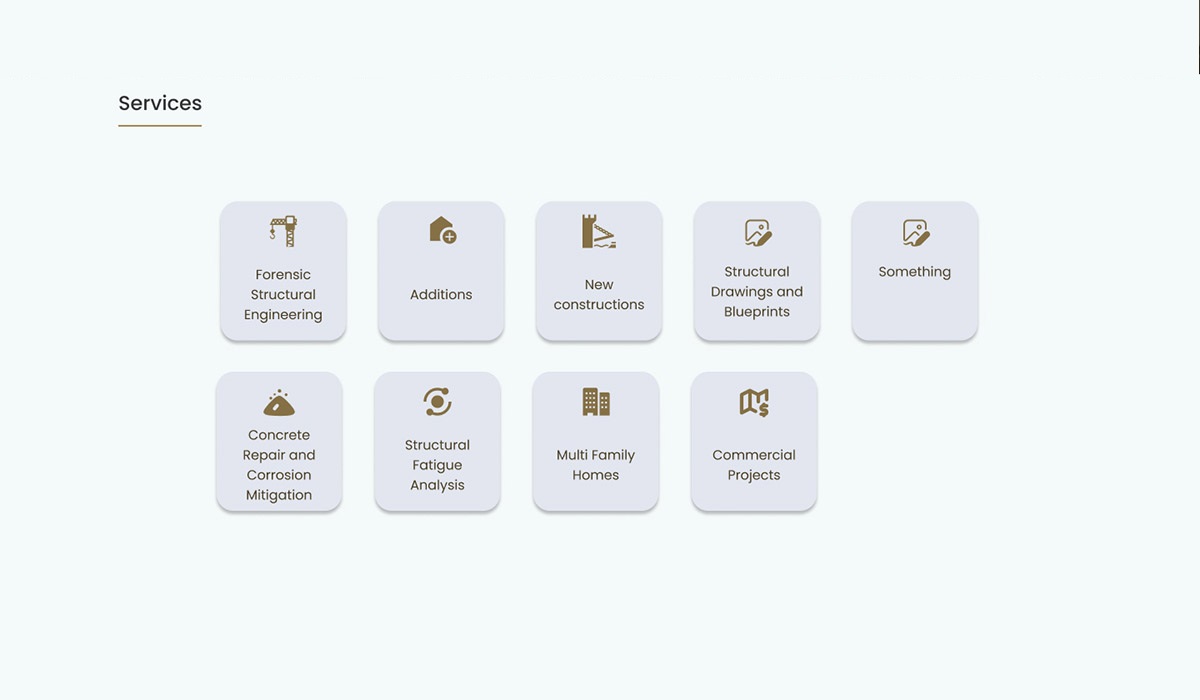 Services
Forensic
Structural
Engineering
Additions
New
constructions
Structural
Drawings and
Blueprints
Something
Concrete
Repair and
Corrosion
Mitigation
Structural
Fatigue
Analysis
Multi Family
Homes
Commercial
Projects